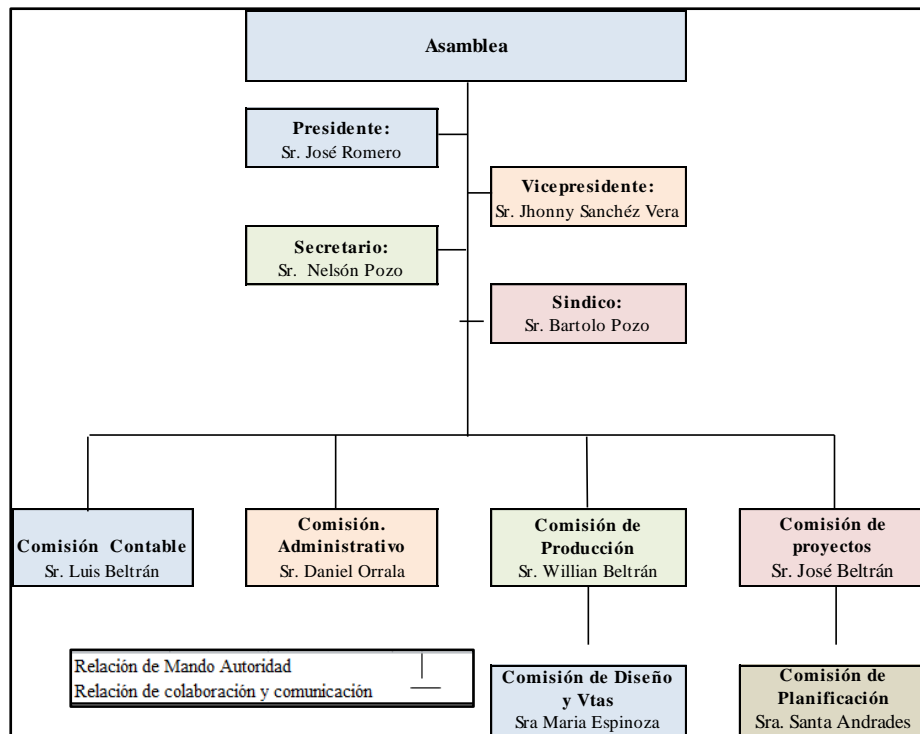 Asamblea
Presidente:
Sr. José Romero
Vicepresidente:
Sr. Jhonny Sanchéz Vera
Secretario:
Sr. Nelsón Pozo
Sindico:
Sr. Bartolo Pozo
Comisión Contable
Sr. Luis Beltrán
Comisión.
Administrativo
Sr. Daniel Orrala
Comisión de
Producción
Sr. Willian Beltrán
Comisión de
proyectos
Sr. José Beltrán
Relación de Mando Autoridad
Relación de colaboración y comunicación
Comisión de Diseño
y Vtas
Sra Maria Espinoza
Comisión de
Planificación
Sra. Santa Andrades